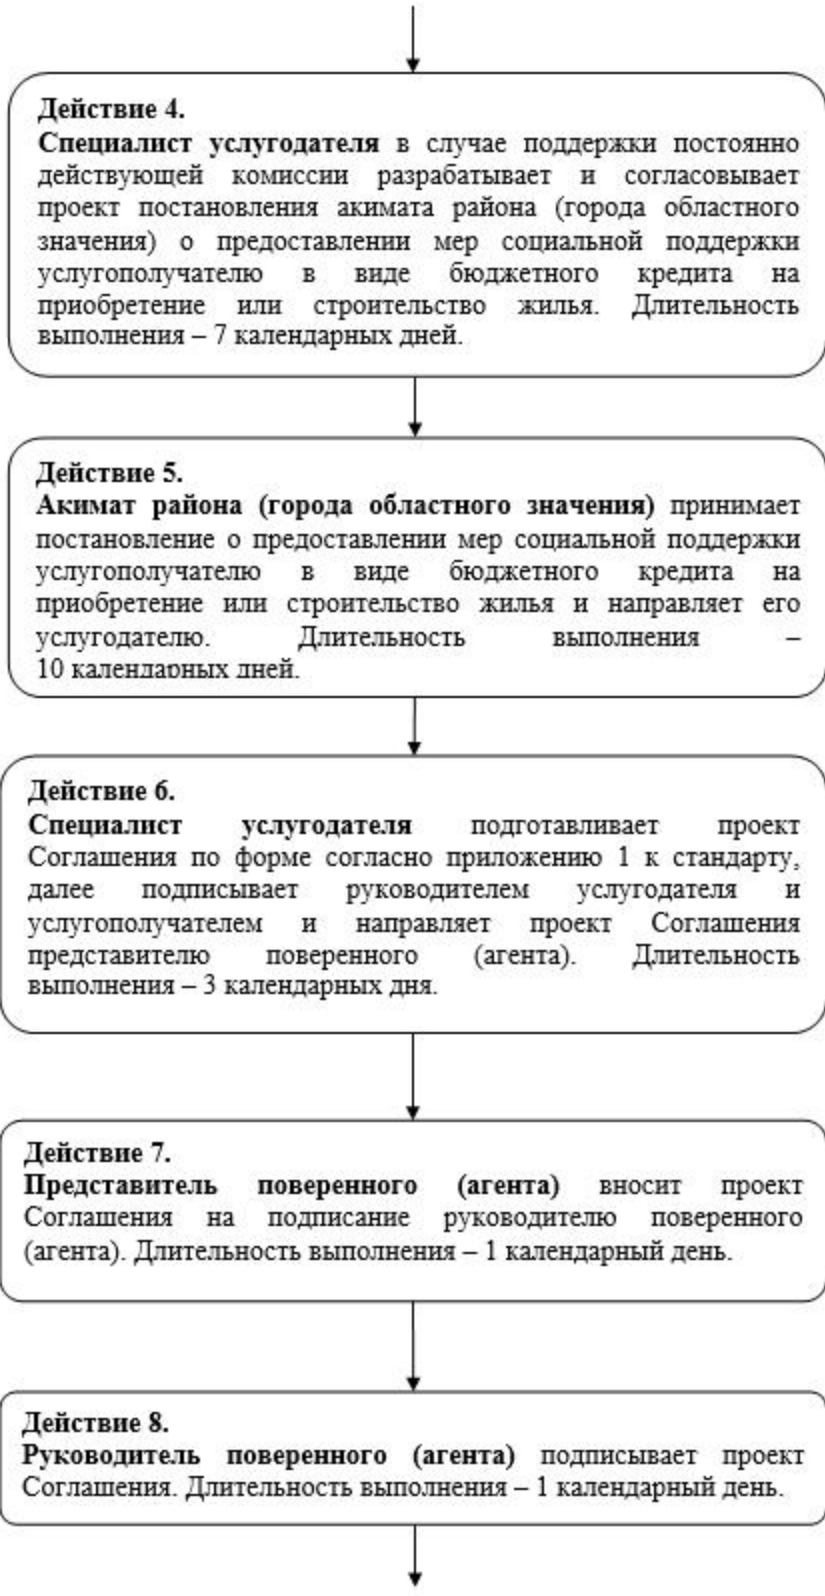 Действие 4.
Специалист услугодателя в случае поддержки постоянно
действующей комиссии разрабатывает и согласовывает
проект постановления акимата района (города областного
значения) о предоставлении мер социальной поддержки
услугополучателю в виде бюджетного кредита на
приобретение или строительство жилья. Длительность
выполнения – 7 календарных дней.
Действие 5.
Акимат района (города областного значения) принимает
постановление о предоставлении мер социальной поддержки
услугополучателю в виде бюджетного кредита на
приобретение или строительство жилья и направляет его
услугодателю. Длительность выполнения –
10 календарных дней.
Действие 6.
Специалист услугодателя подготавливает проект
Соглашения по форме согласно приложению 1 к стандарту,
далее подписывает руководителем услугодателя и
услугополучателем и направляет проект Соглашения
представителю поверенного (агента). Длительность
выполнения – 3 календарных дня.
Действие 7.
Представитель поверенного (агента) вносит проект
Соглашения на подписание руководителю поверенного
(агента). Длительность выполнения – 1 календарный день.
Действие 8.
Руководитель поверенного (агента) подписывает проект
Соглашения. Длительность выполнения – 1 календарный день.